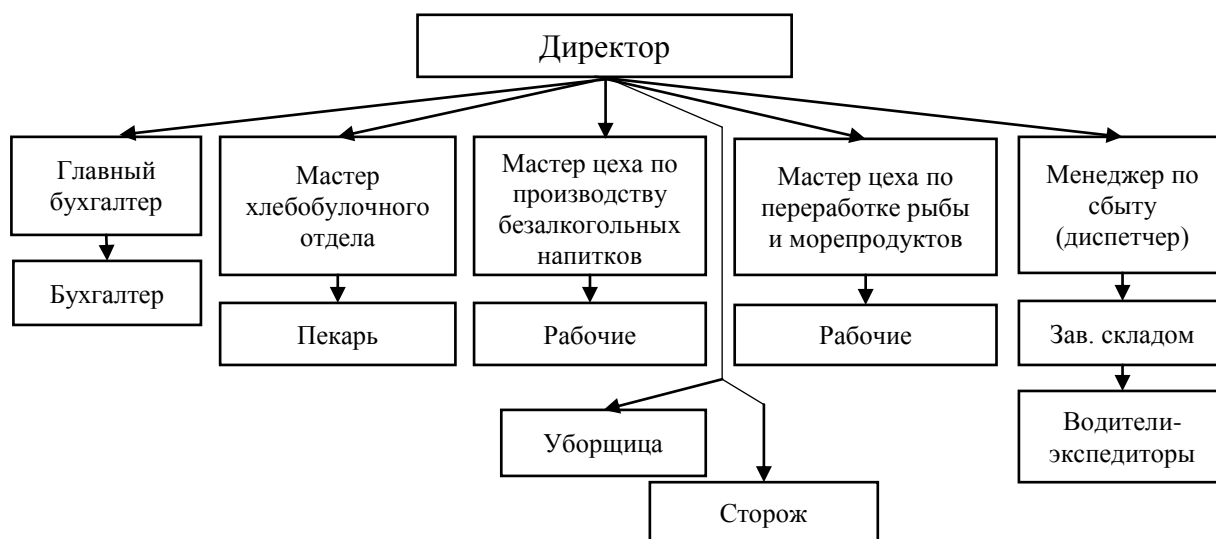 Директор
Главный
бухгалтер
Мастер
хлебобулочного
отдела
Мастер цеха по
производству
безалкогольных
напитков
Мастер цеха по
переработке рыбы
и морепродуктов
Менеджер по
сбыту
(диспетчер)
Бухгалтер
Пекарь
Рабочие
Рабочие
Зав. складом
Уборщица
Водители-
экспедиторы
Сторож